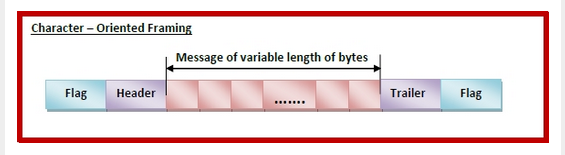 Character – Oriented Framing
Message of variable length of bytes
Flag Header ....... Trailer Flag